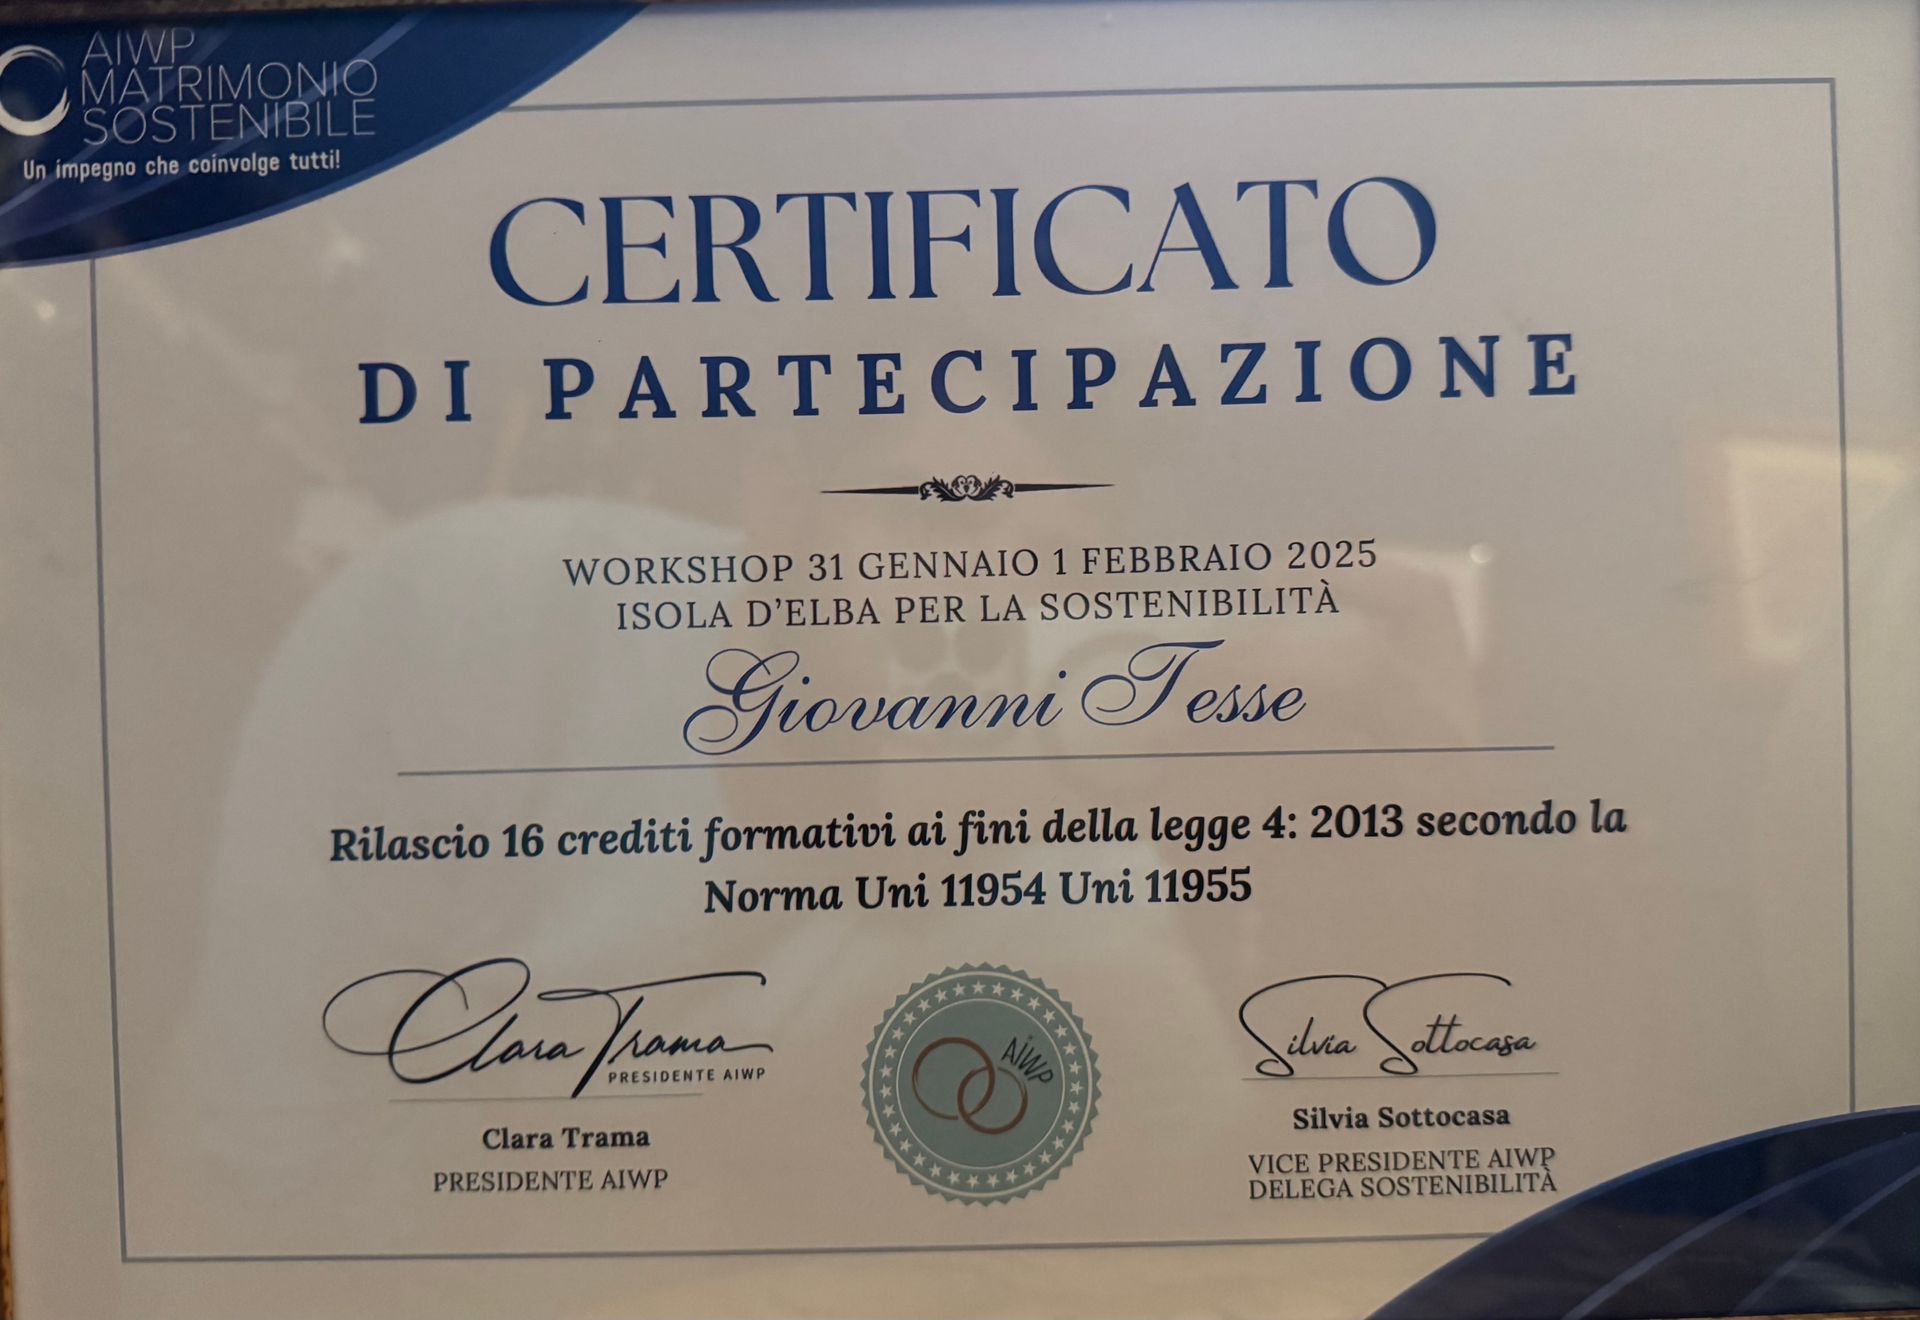 AIWP
MATRIMONIO
SOSTENIBILE
Un impegno che coinvolge tutti!
CERTIFICATO
DI PARTECIPAZIONE
WORKSHOP 31 GENNAIO 1 FEBBRAIO 2025
ISOLA D'ELBA PER LA SOSTENIBILITÀ
Giovanni Tesse
Rilascio 16 crediti formativi ai fini della legge 4: 2013 secondo la
Norma Uni 11954 Uni 11955
Clara Trama
PRESIDENTE AIWP
Clara Trama
PRESIDENTE AIWP
AIWP
Silvia Sottocasa
Silvia Sottocasa
VICE PRESIDENTE AIWP
DELEGA SOSTENIBILITÀ